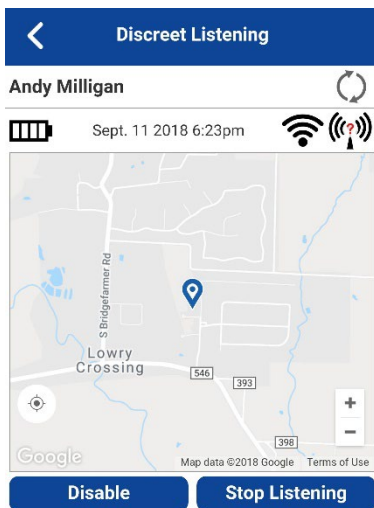 Discreet Listening
Andy Milligan
Sept. 11 2018 6:23pm
?
S Bridgefarmer Rd
Lowry
Crossing
546
393
+
−
398
Google
Map data ©2018 Google Terms of Use
Disable Stop Listening